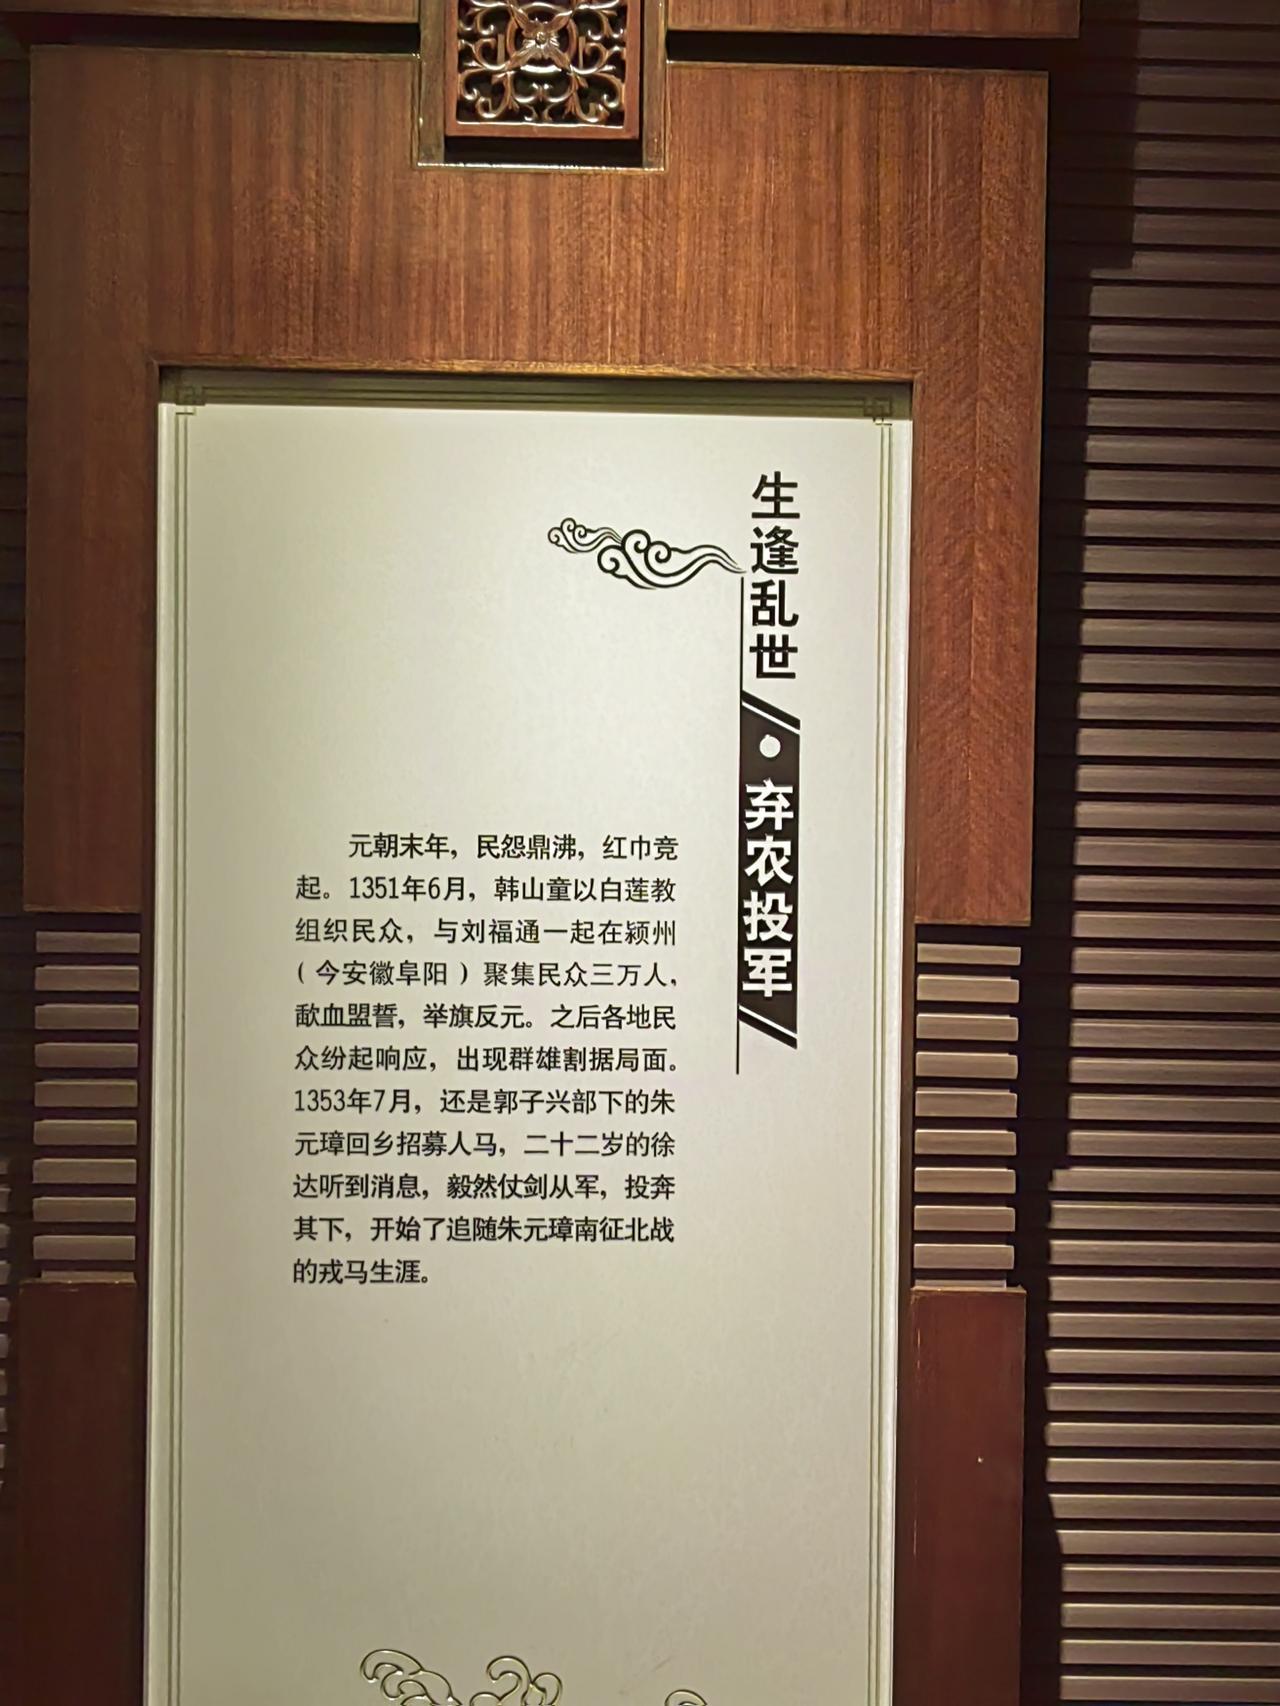 生逢乱世
·弃农投军
元朝末年，民怨鼎沸，红巾竞
起。1351年6月，韩山童以白莲教
组织民众，与刘福通一起在颍州
（今安徽阜阳）聚集民众三万人，
歃血盟誓，举旗反元。之后各地民
众纷起响应，出现群雄割据局面。
1353年7月，还是郭子兴部下的朱
元璋回乡招募人马，二十二岁的徐
达听到消息，毅然仗剑从军，投奔
其下，开始了追随朱元璋南征北战
的戎马生涯。